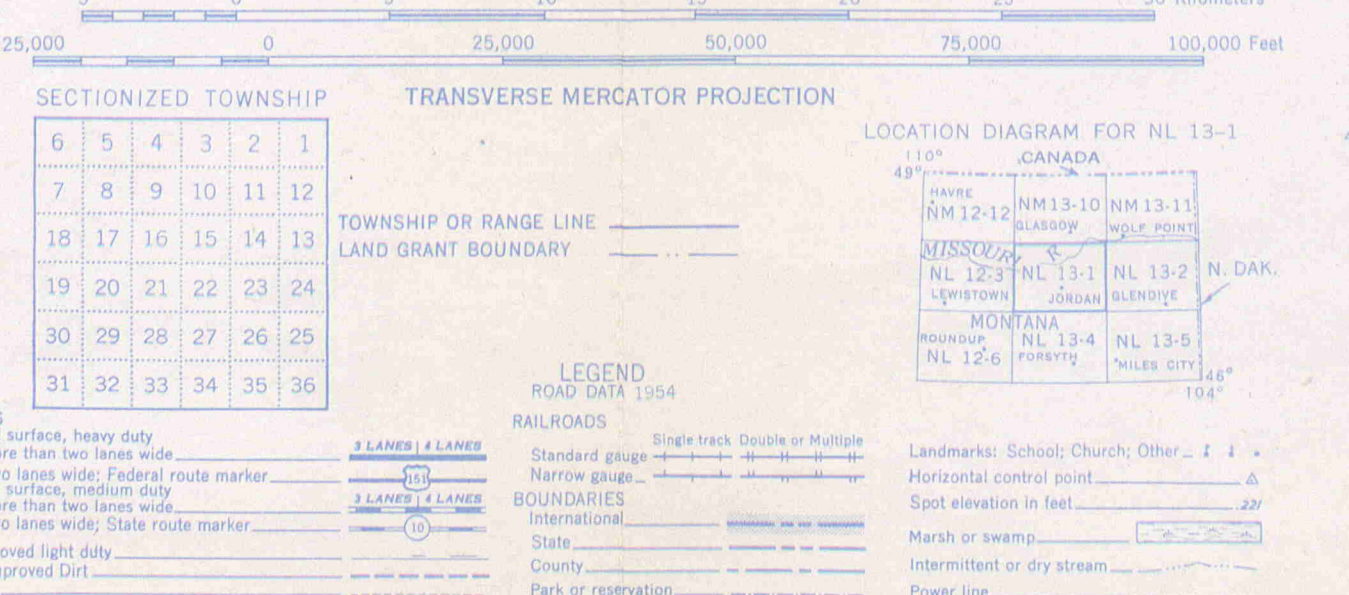 25,000 0 25,000 50,000 75,000 100,000 Feet
SECTIONIZED TOWNSHIP
6 5 4 3 2 1
7 8 9 10 11 12
18 17 16 15 14 13
19 20 21 22 23 24
30 29 28 27 26 25
31 32 33 34 35 36
TRANSVERSE MERCATOR PROJECTION
TOWNSHIP OR RANGE LINE
LAND GRANT BOUNDARY
LOCATION DIAGRAM FOR NL 13-1
110° CANADA
49°
HAVRE
NM 12-12 NM 13-10 NM 13-11
GLASGOW WOLF POINT
MISSOURI R
NL 12-3 NL 13-1 NL 13-2 N. DAK.
LEWISTOWN JORDAN GLENDIVE
MONTANA
ROUNDUP NL 13-4 NL 13-5
NL 12-6 FORSYTH MILES CITY
46°
104°
LEGEND
ROAD DATA 1954
surface, heavy duty
than two lanes wide 3 LANES | 4 LANES
lanes wide; Federal route marker 151
surface, medium duty
than two lanes wide 3 LANES | 4 LANES
lanes wide; State route marker 10
light duty
Dirt
RAILROADS
Single track Double or Multiple
Standard gauge
Narrow gauge
BOUNDARIES
International
State
County
Park or reservation
Landmarks: School; Church; Other
Horizontal control point
Spot elevation in feet .221
Marsh or swamp
Intermittent or dry stream
Power line